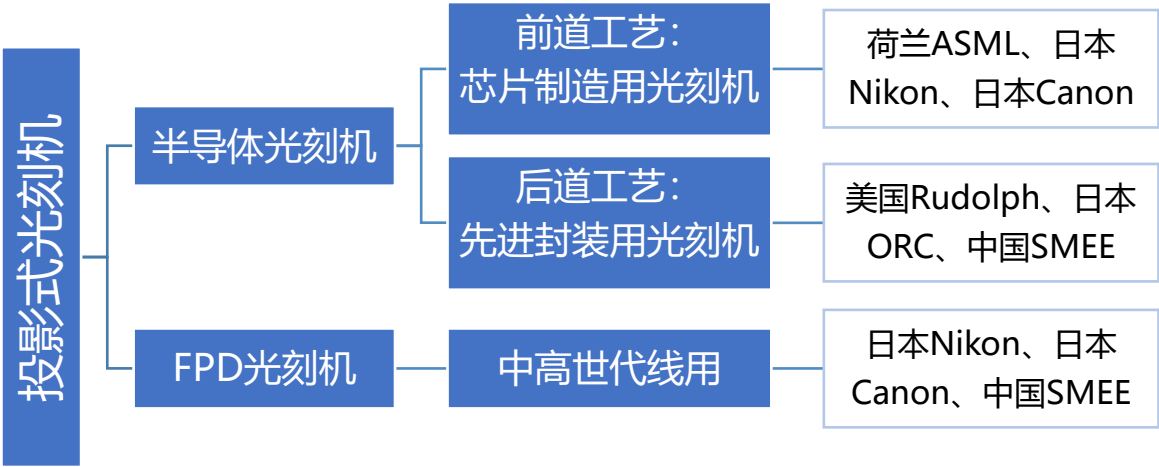 投影式光刻机
半导体光刻机
前道工艺：
芯片制造用光刻机
荷兰ASML、日本
Nikon、日本Canon
后道工艺：
先进封装用光刻机
美国Rudolph、日本
ORC、中国SMEE
FPD光刻机
中高世代线用
日本Nikon、日本
Canon、中国SMEE